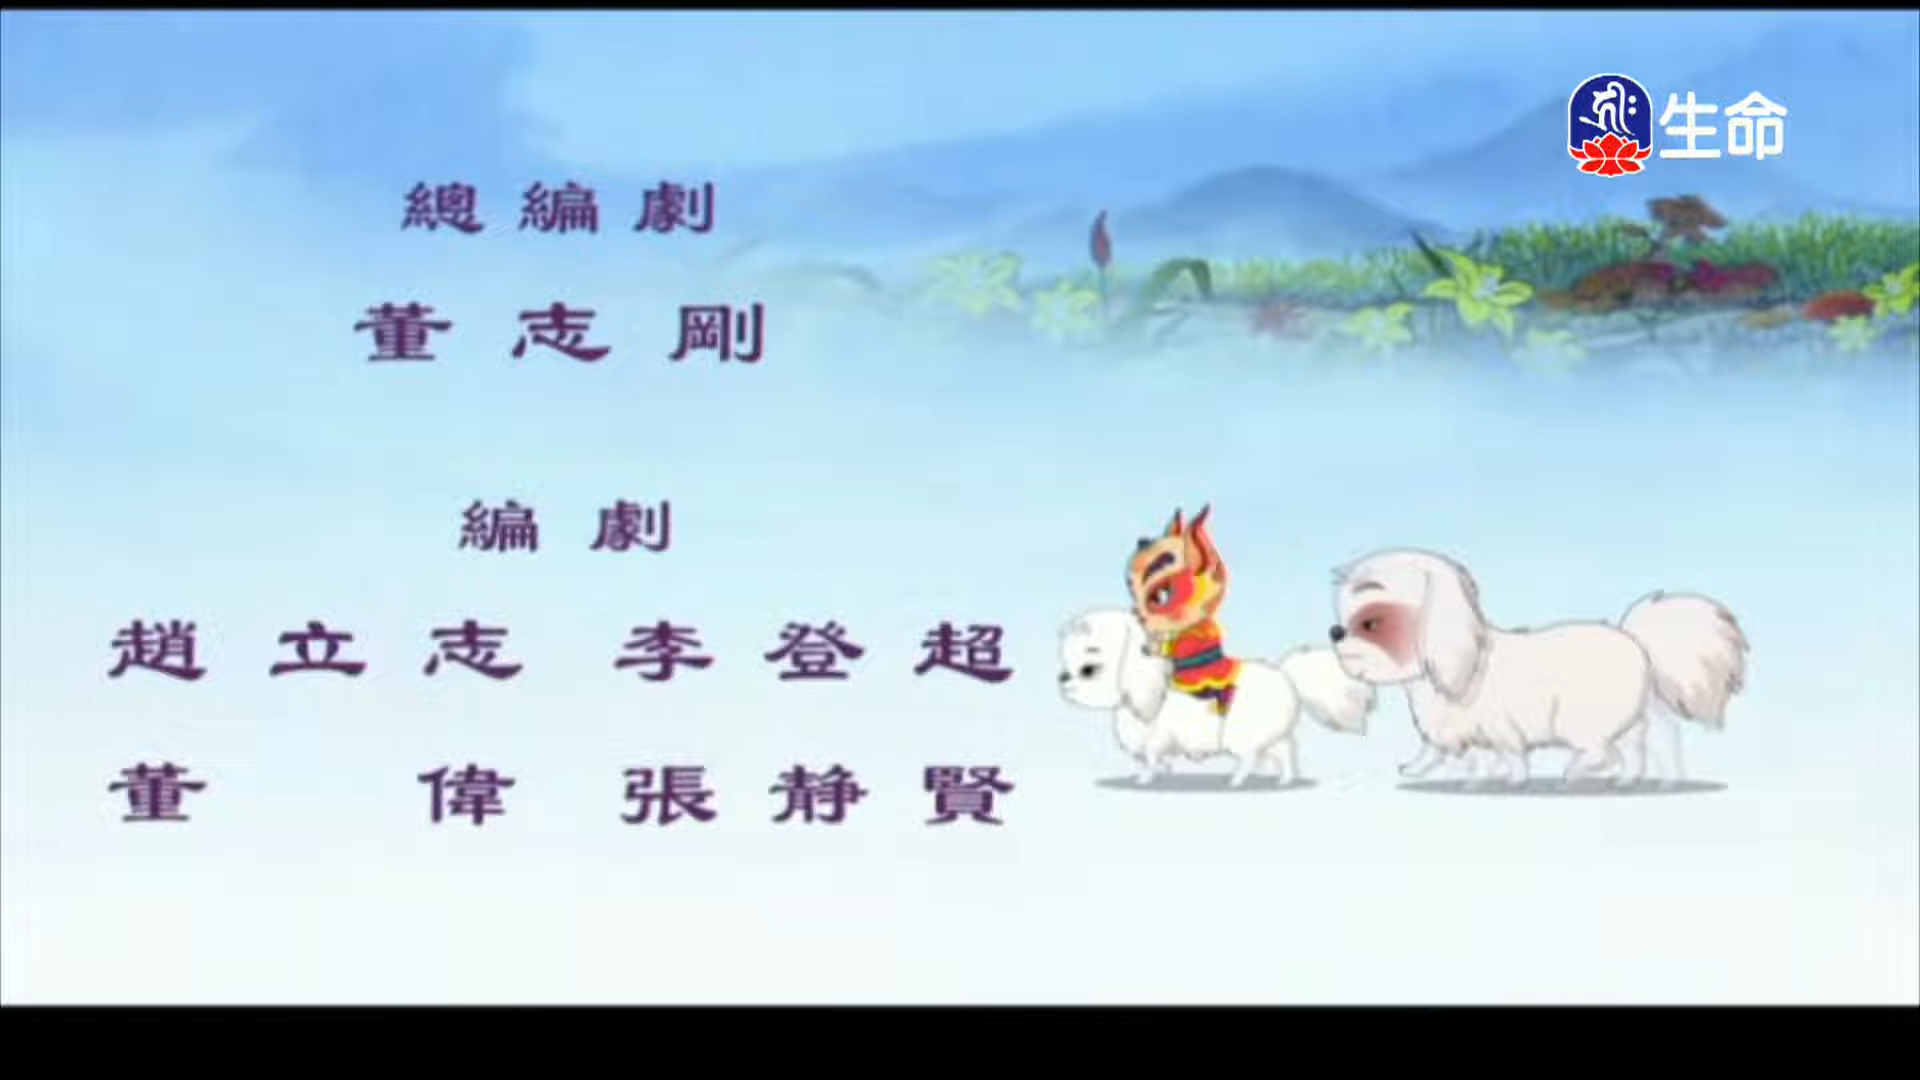 生命
總編劇
董志剛
編劇
趙立志 李登超
董偉 張静賢